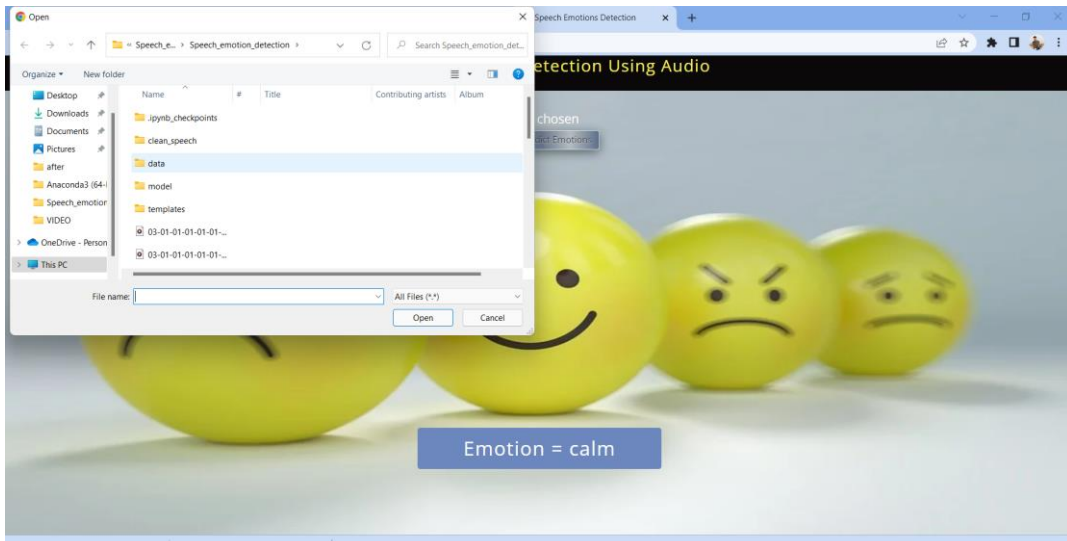 Open
Speech Emotions Detection
« Speech_e... › Speech_emotion_detection ›
Search Speech_emotion_det...
Organize
New folder
etection Using Audio
Desktop
Downloads
Documents
Pictures
after
Anaconda3 (64-
Speech_emotion
VIDEO
OneDrive - Person
This PC
Name
#
Title
Contributing artists
Album
.ipynb_checkpoints
clean_speech
data
model
templates
03-01-01-01-01-01-...
03-01-01-01-01-01-...
chosen
dict Emotions
File name:
All Files (*.*)
Open
Cancel
Emotion = calm